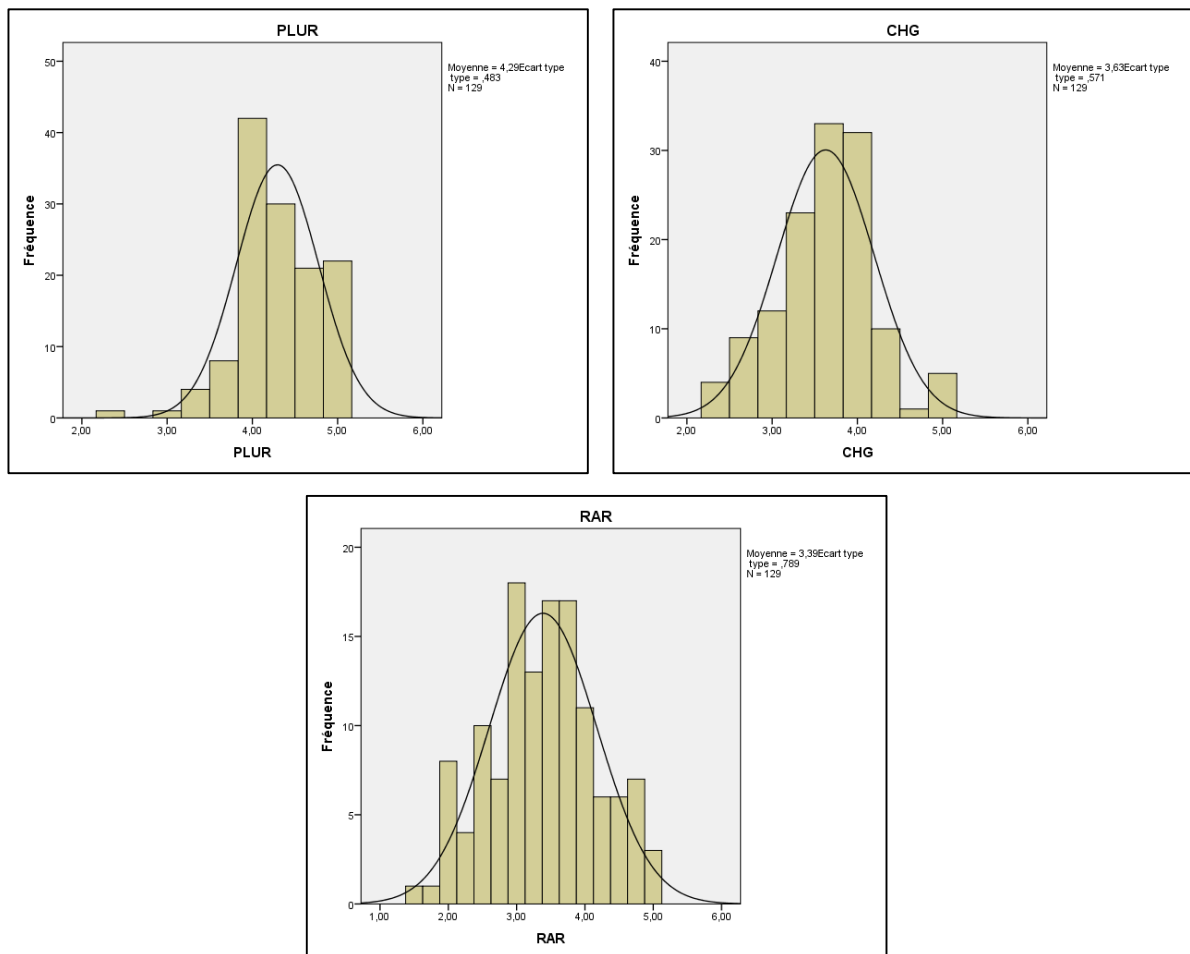 PLUR
Moyenne = 4,29Ecart type
type = ,483
N = 129
Fréquence
50
40
30
20
10
0
2,00 3,00 4,00 5,00 6,00
PLUR
CHG
Moyenne = 3,63Ecart type
type = ,571
N = 129
Fréquence
40
30
20
10
0
2,00 3,00 4,00 5,00 6,00
CHG
RAR
Moyenne = 3,39Ecart type
type = ,789
N = 129
Fréquence
20
15
10
5
0
1,00 2,00 3,00 4,00 5,00 6,00
RAR